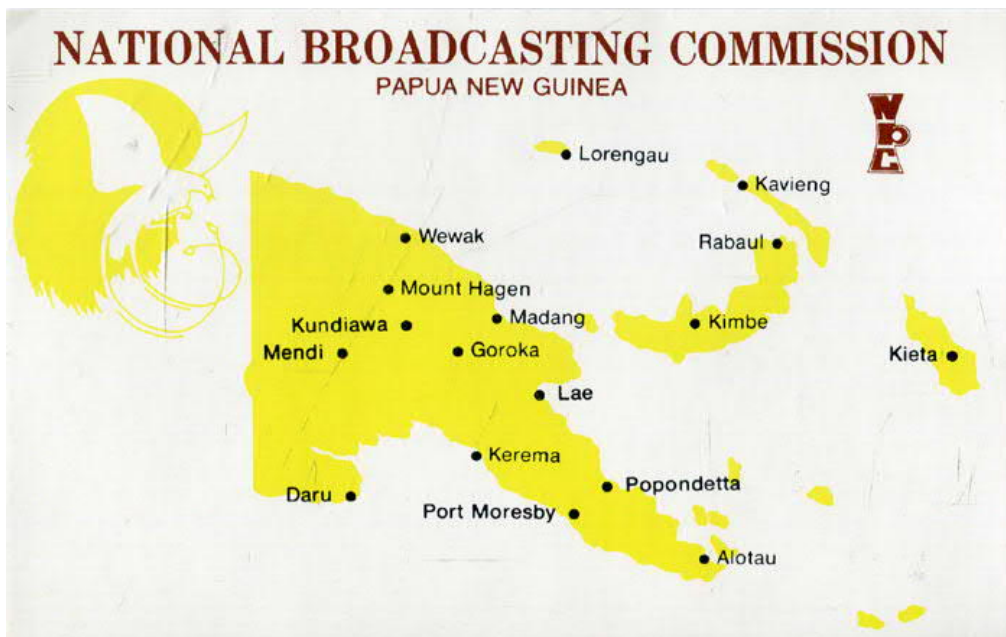 NATIONAL BROADCASTING COMMISSION
PAPUA NEW GUINEA
NBC
Lorengau
Kavieng
Wewak
Rabaul
Mount Hagen
Madang
Kundiawa
Kimbe
Mendi
Goroka
Kieta
Lae
Kerema
Daru
Popondetta
Port Moresby
Alotau